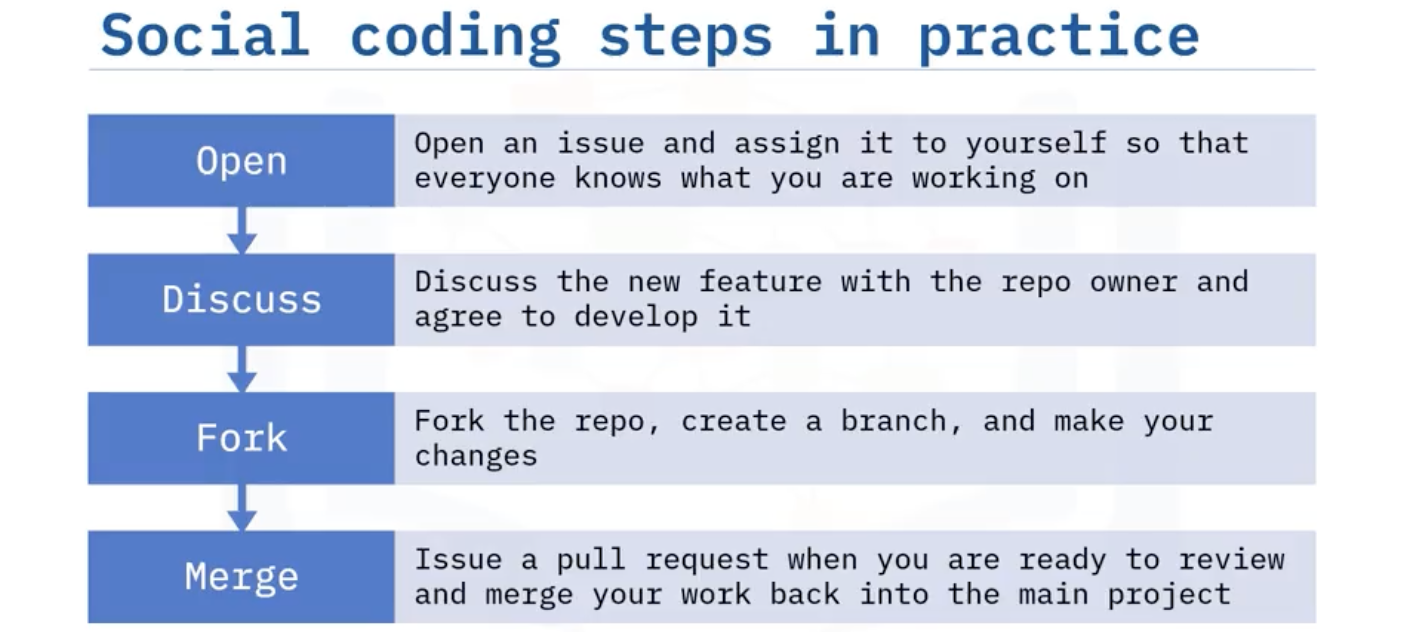 Social coding steps in practice
Open
Open an issue and assign it to yourself so that
everyone knows what you are working on
Discuss
Discuss the new feature with the repo owner and
agree to develop it
Fork
Fork the repo, create a branch, and make your
changes
Merge
Issue a pull request when you are ready to review
and merge your work back into the main project